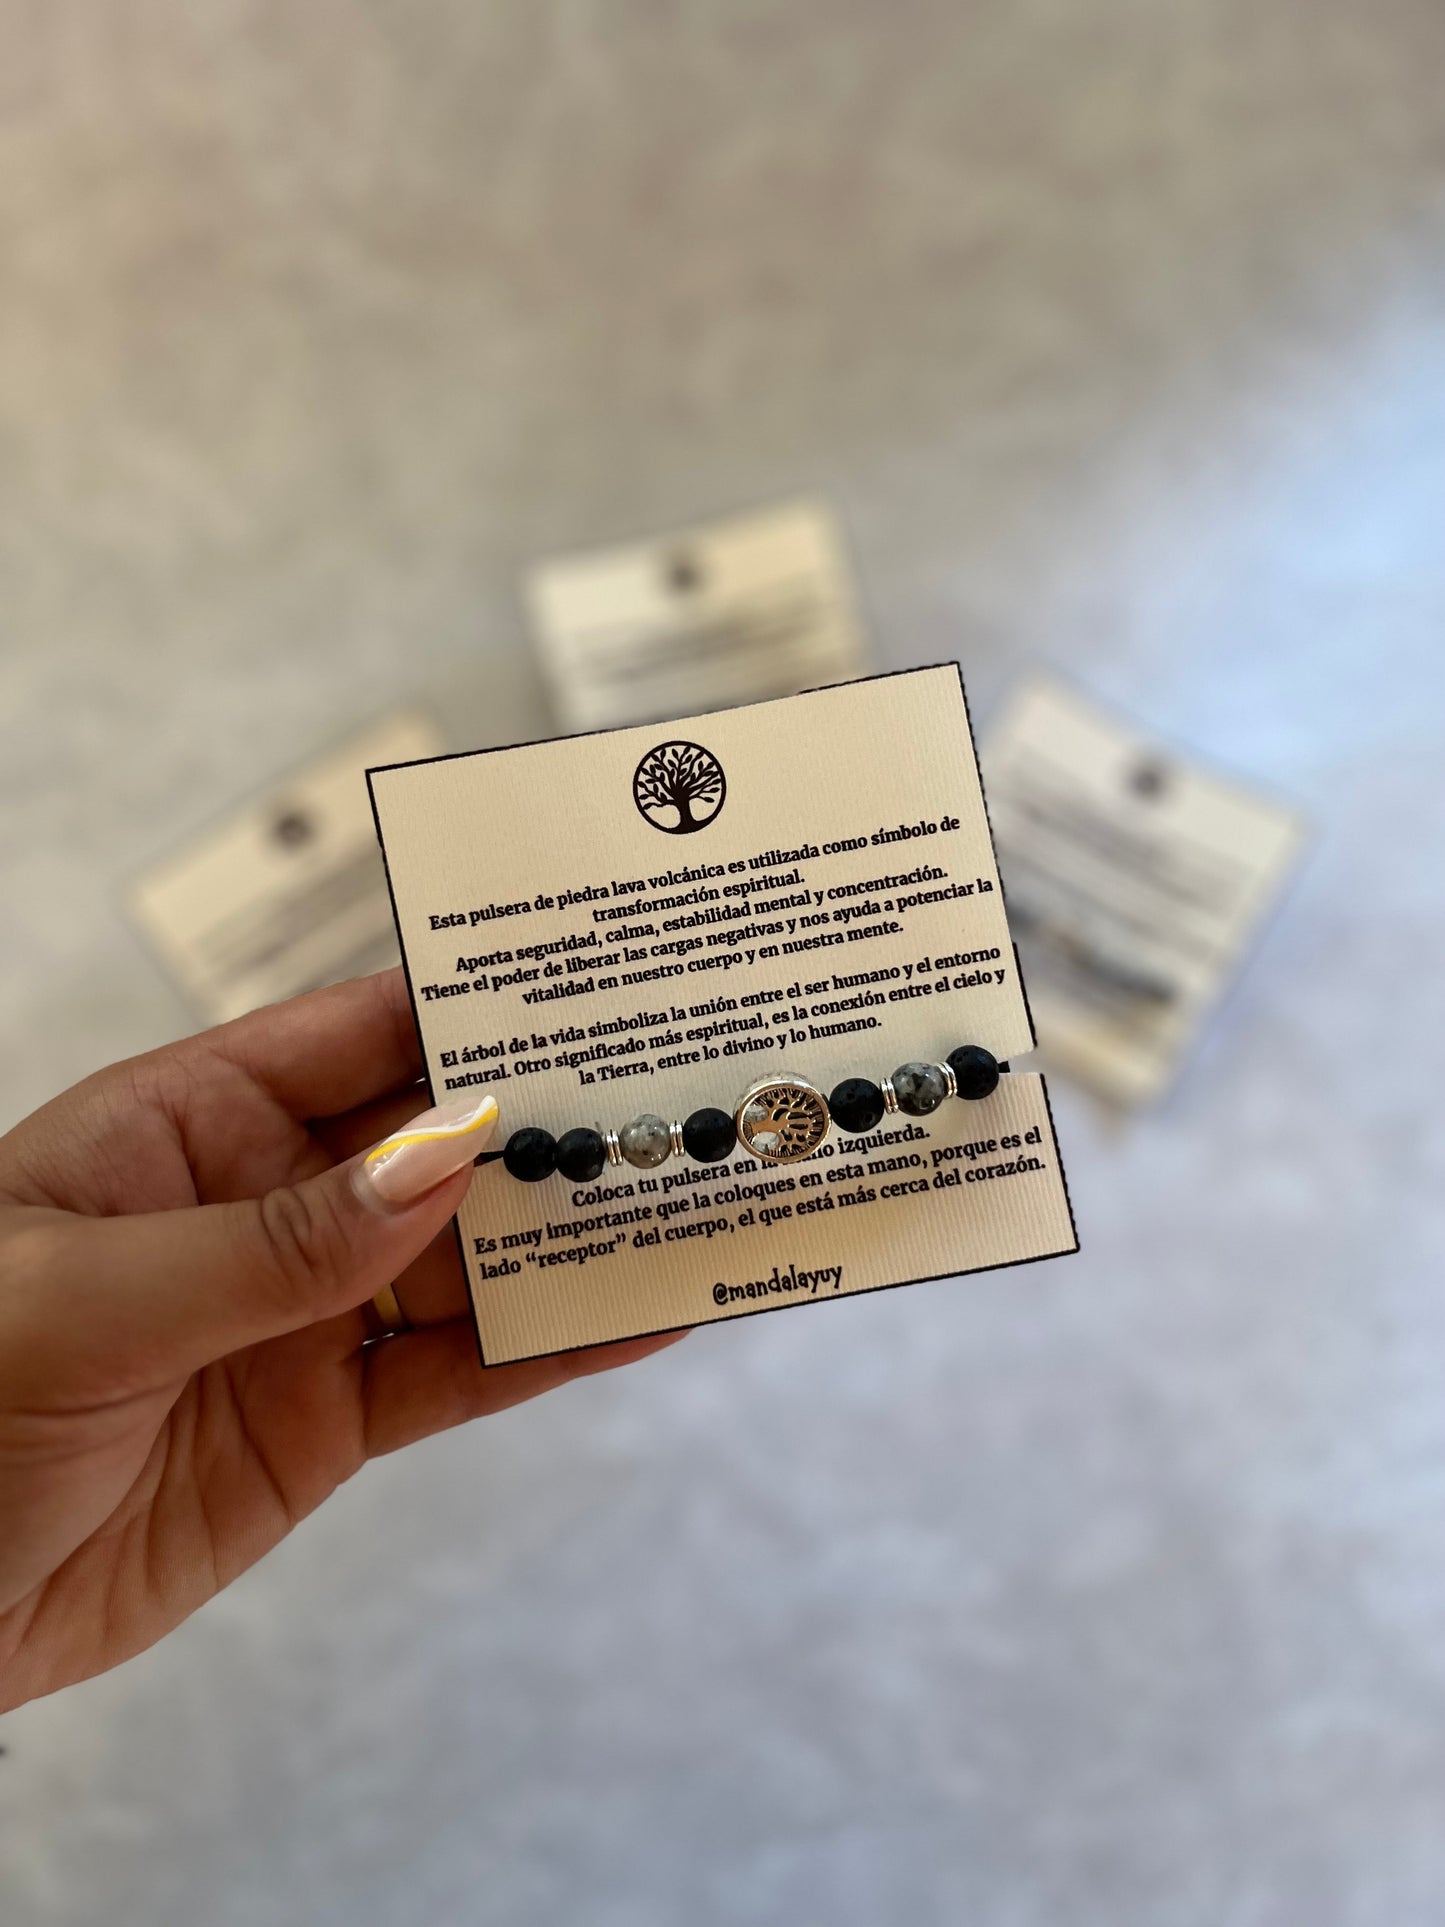 Esta pulsera de piedra lava volcánica es utilizada como símbolo de
transformación espiritual.
Aporta seguridad, calma, estabilidad mental y concentración.
Tiene el poder de liberar las cargas negativas y nos ayuda a potenciar la
vitalidad en nuestro cuerpo y en nuestra mente.
El árbol de la vida simboliza la unión entre el ser humano y el entorno
natural. Otro significado más espiritual, es la conexión entre el cielo y
la Tierra, entre lo divino y lo humano.
Coloca tu pulsera en la mano izquierda.
Es muy importante que la coloques en esta mano, porque es el
lado “receptor” del cuerpo, el que está más cerca del corazón.
@mandalayuy